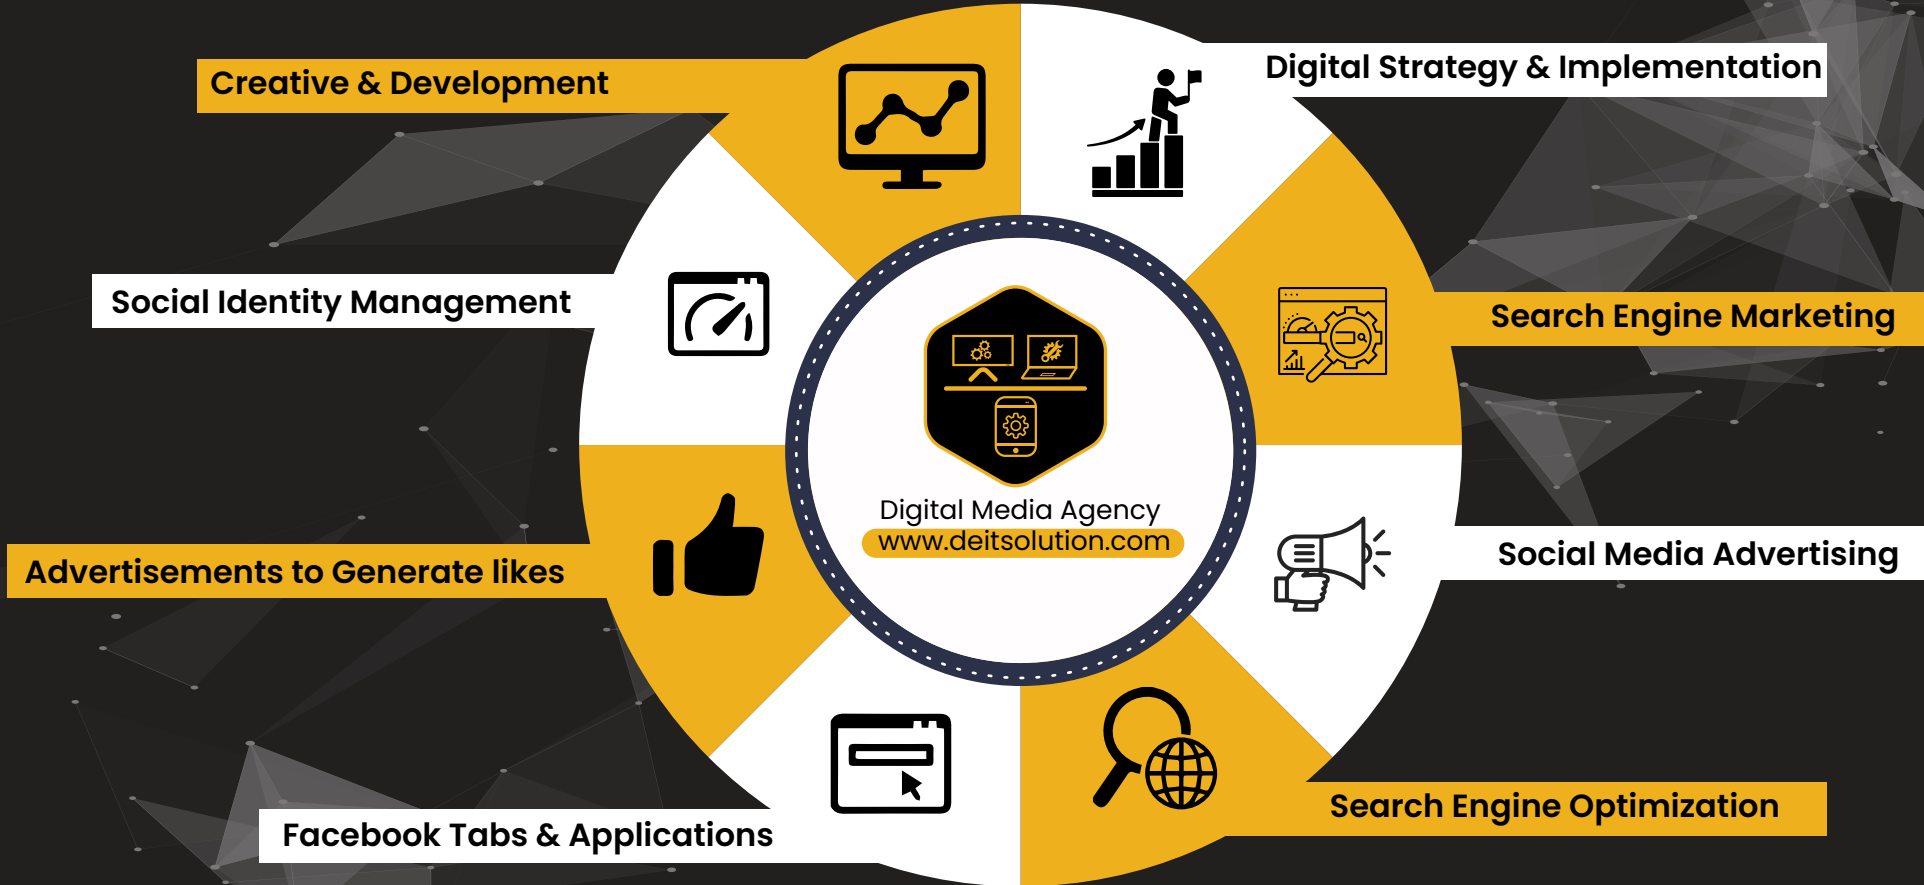 Creative & Development
Digital Strategy & Implementation
Social Identity Management
Search Engine Marketing
Digital Media Agency
www.deitsolution.com
Advertisements to Generate likes
Social Media Advertising
Facebook Tabs & Applications
Search Engine Optimization